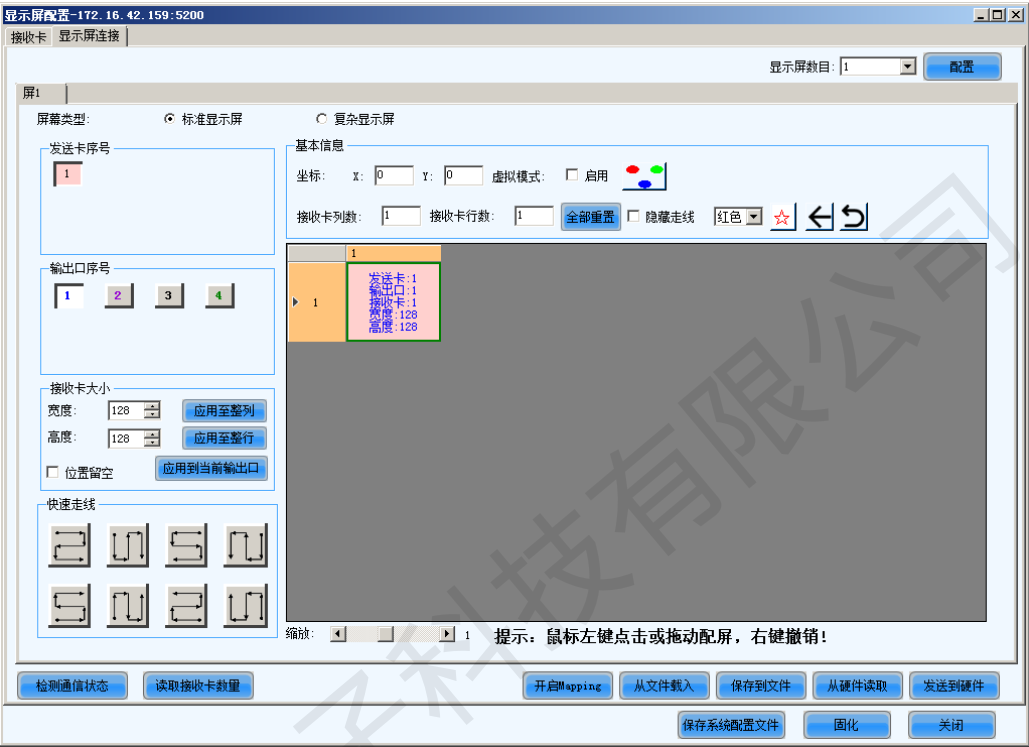 显示屏配置-172.16.42.159:5200
接收卡 显示屏连接
显示屏数目: 1 配置
屏1
屏幕类型: 标准显示屏 复杂显示屏
发送卡序号
1
基本信息
坐标: X: 0 Y: 0 虚拟模式: 启用
接收卡列数: 1 接收卡行数: 1 全部重置 隐藏走线 红色
输出口序号
1 2 3 4
1
1
发送卡:1
输出口:1
接收卡:1
宽度:128
高度:128
接收卡大小
宽度: 128 应用至整列
高度: 128 应用至整行
位置留空 应用到当前输出口
快速走线
缩放: 1 提示: 鼠标左键点击或拖动配屏, 右键撤销!
检测通信状态 读取接收卡数量 开启Mapping 从文件载入 保存到文件 从硬件读取 发送到硬件
保存系统配置文件 固化 关闭
子科技有限公司